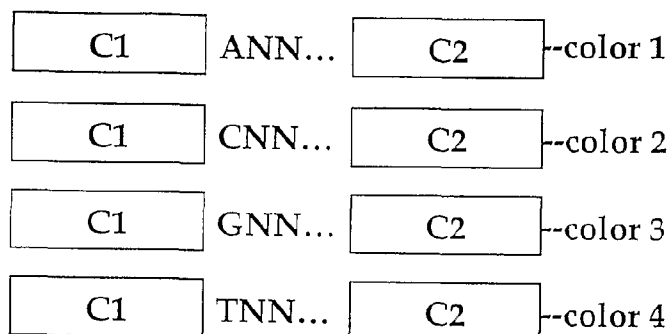 C1 ANN... C2 --color 1
C1 CNN... C2 --color 2
C1 GNN... C2 --color 3
C1 TNN... C2 --color 4